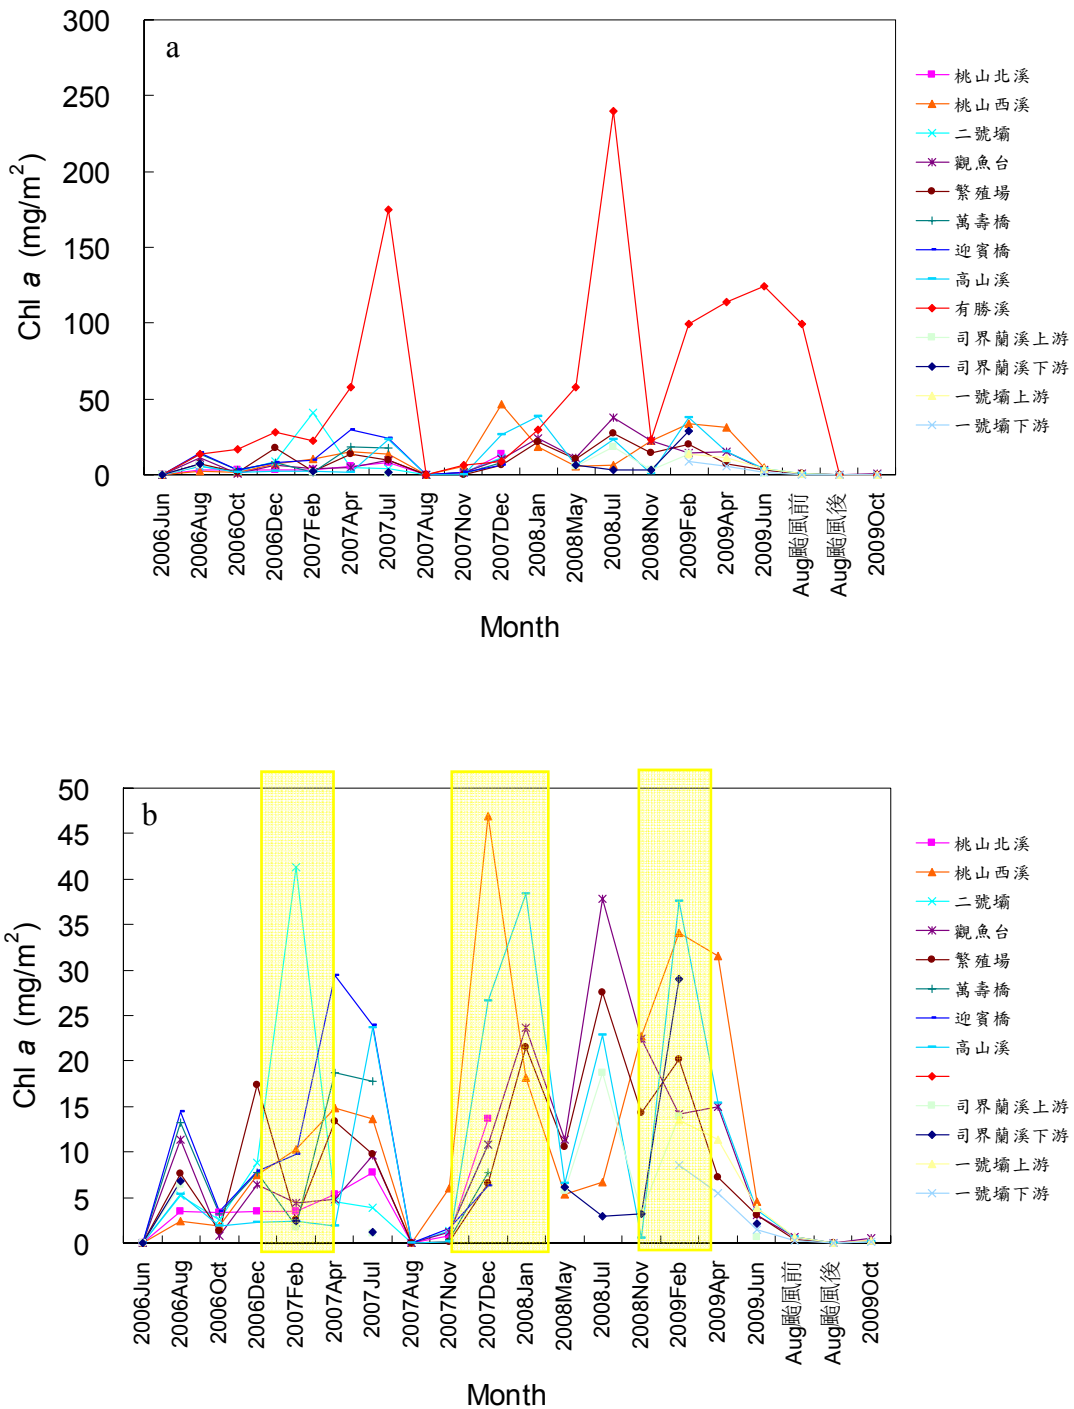 a
300
250
200
150
100
50
0
Chl a (mg/m²)
2006Jun
2006Aug
2006Oct
2006Dec
2007Feb
2007Apr
2007Jul
2007Aug
2007Nov
2007Dec
2008Jan
2008May
2008Jul
2008Nov
2009Feb
2009Apr
2009Jun
Aug颱風前
Aug颱風後
2009Oct
Month
桃山北溪
桃山西溪
二號壩
觀魚台
繁殖場
萬壽橋
迎賓橋
高山溪
有勝溪
司界蘭溪上游
司界蘭溪下游
一號壩上游
一號壩下游
b
50
45
40
35
30
25
20
15
10
5
0
Chl a (mg/m²)
2006Jun
2006Aug
2006Oct
2006Dec
2007Feb
2007Apr
2007Jul
2007Aug
2007Nov
2007Dec
2008Jan
2008May
2008Jul
2008Nov
2009Feb
2009Apr
2009Jun
Aug颱風前
Aug颱風後
2009Oct
Month
桃山北溪
桃山西溪
二號壩
觀魚台
繁殖場
萬壽橋
迎賓橋
高山溪
司界蘭溪上游
司界蘭溪下游
一號壩上游
一號壩下游